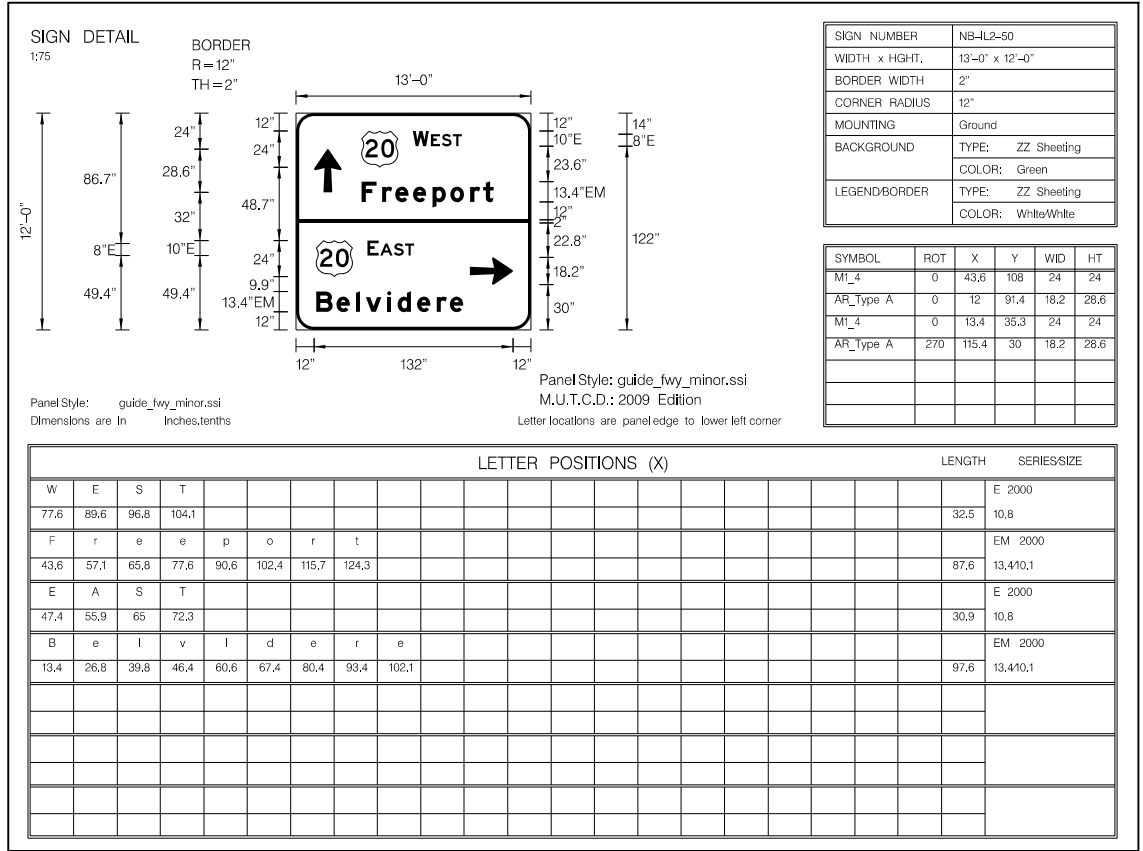 SIGN DETAIL
1:75
BORDER
R=12"
TH=2"
13'-0"
12'-0"
86.7"
8"E
49.4"
24"
28.6"
32"
10"E
49.4"
12"
24"
48.7"
24"
9.9"
13.4"EM
12"
20 WEST
Freeport
20 EAST
Belvidere
12"
10"E
23.6"
13.4"EM
12"
2"
22.8"
18.2"
30"
14"
8"E
122"
12" 132" 12"
Panel Style: guide_fwy_minor.ssi
M.U.T.C.D.: 2009 Edition
Panel Style: guide_fwy_minor.ssi
Dimensions are in inches.tenths
Letter locations are panel edge to lower left corner
SIGN NUMBER NB-IL2-50
WIDTH x HGHT. 13'-0" x 12'-0"
BORDER WIDTH 2"
CORNER RADIUS 12"
MOUNTING Ground
BACKGROUND TYPE: ZZ Sheeting
COLOR: Green
LEGEND/BORDER TYPE: ZZ Sheeting
COLOR: White/White
SYMBOL ROT X Y WID HT
M1_4 0 43.6 108 24 24
AR_Type A 0 12 91.4 18.2 28.6
M1_4 0 13.4 35.3 24 24
AR_Type A 270 115.4 30 18.2 28.6
LETTER POSITIONS (X) LENGTH SERIES/SIZE
W E S T E 2000
77.6 89.6 96.8 104.1 32.5 10,8
F r e e p o r t EM 2000
43.6 57.1 65.8 77.6 90.6 102.4 115.7 124.3 87.6 13.4/10.1
E A S T E 2000
47.4 55.9 65 72.3 30.9 10,8
B e l v i d e r e EM 2000
13.4 26.8 39.8 46.4 60.6 67.4 80.4 93.4 102.1 97.6 13.4/10.1